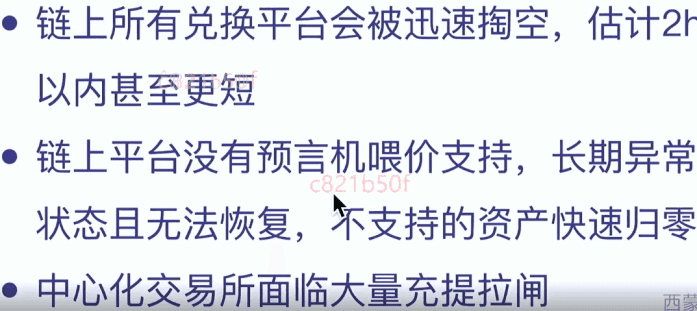 链上所有兑换平台会被迅速掏空，估计2h
以内甚至更短
c821b50f
链上平台没有预言机喂价支持，长期异常
c821b50f
状态且无法恢复，不支持的资产快速归零
中心化交易所面临大量充提拉闸
西蒙